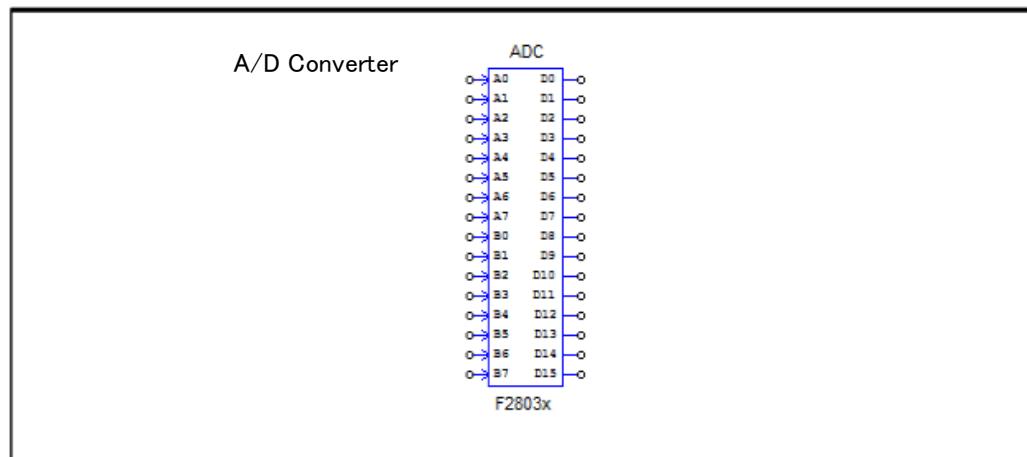 ADC
A/D Converter
A0 D0
A1 D1
A2 D2
A3 D3
A4 D4
A5 D5
A6 D6
A7 D7
B0 D8
B1 D9
B2 D10
B3 D11
B4 D12
B5 D13
B6 D14
B7 D15
F2803x